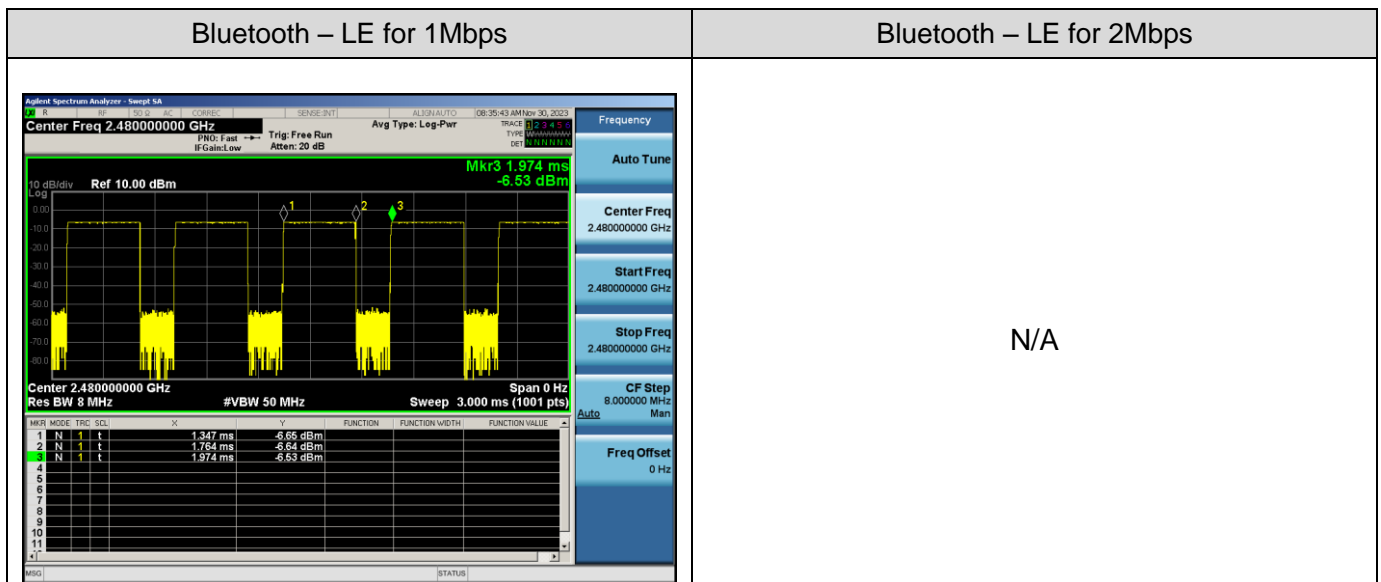 Bluetooth – LE for 1Mbps
Bluetooth – LE for 2Mbps
Agilent Spectrum Analyzer - Swept SA
R RF 50 Ω AC CORREC SENSE:INT ALIGNAUTO 08:35:43 AM Nov 30, 2023
Center Freq 2.480000000 GHz
PNO: Fast
IFGain:Low
Trig: Free Run
Atten: 20 dB
Avg Type: Log-Pwr
TRACE 1 2 3 4 5 6
TYPE
DET N N N N N N
Mkr3 1.974 ms
-6.53 dBm
10 dB/div Ref 10.00 dBm
Log
0.00
-10.0
-20.0
-30.0
-40.0
-50.0
-60.0
-70.0
-80.0
1
2
3
Center 2.480000000 GHz Span 0 Hz
Res BW 8 MHz #VBW 50 MHz Sweep 3.000 ms (1001 pts)
MKR MODE TRC SCL X Y FUNCTION FUNCTION WIDTH FUNCTION VALUE
1 N 1 t 1.347 ms -6.65 dBm
2 N 1 t 1.764 ms -6.64 dBm
3 N 1 t 1.974 ms -6.53 dBm
4
5
6
7
8
9
10
11
MSG STATUS
Frequency
Auto Tune
Center Freq
2.480000000 GHz
Start Freq
2.480000000 GHz
Stop Freq
2.480000000 GHz
CF Step
8.000000 MHz
Auto Man
Freq Offset
0 Hz
N/A